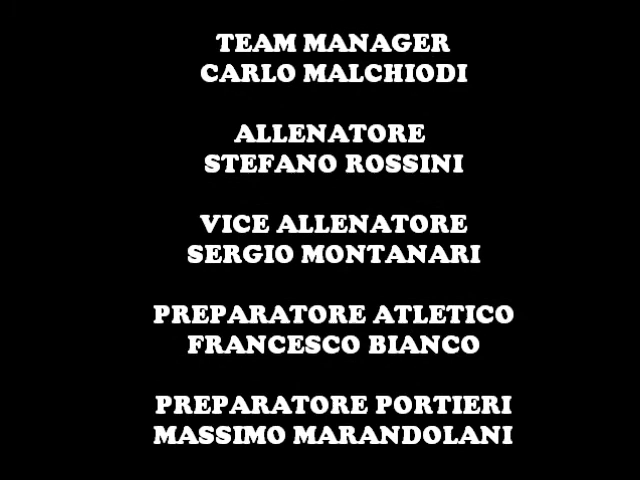 TEAM MANAGER
CARLO MALCHIODI
ALLENATORE
STEFANO ROSSINI
VICE ALLENATORE
SERGIO MONTANARI
PREPARATORE ATLETICO
FRANCESCO BIANCO
PREPARATORE PORTIERI
MASSIMO MARANDOLANI